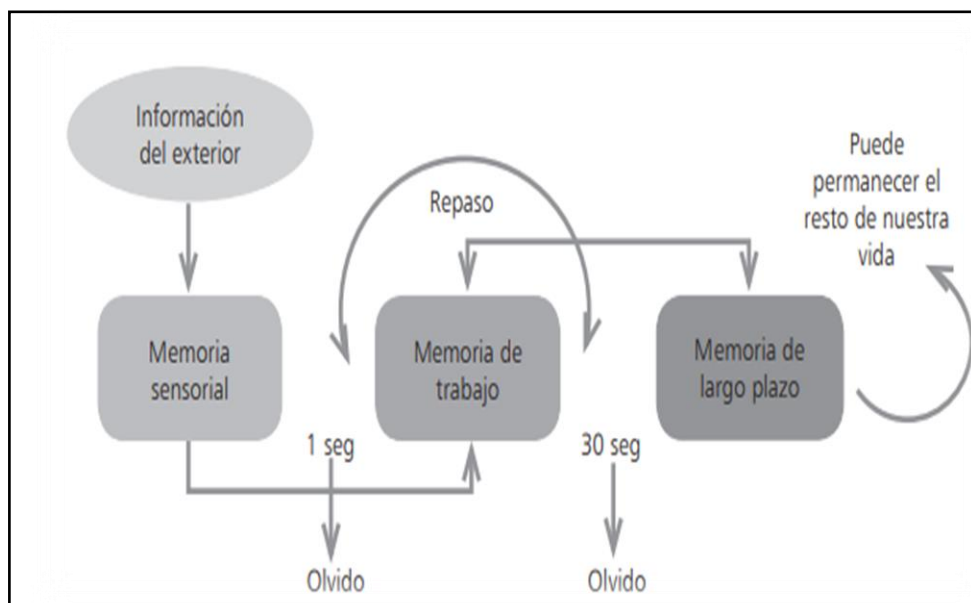 Información
del exterior
Repaso
Puede
permanecer el
resto de nuestra
vida
Memoria
sensorial
Memoria de
trabajo
Memoria de
largo plazo
1 seg
30 seg
Olvido
Olvido